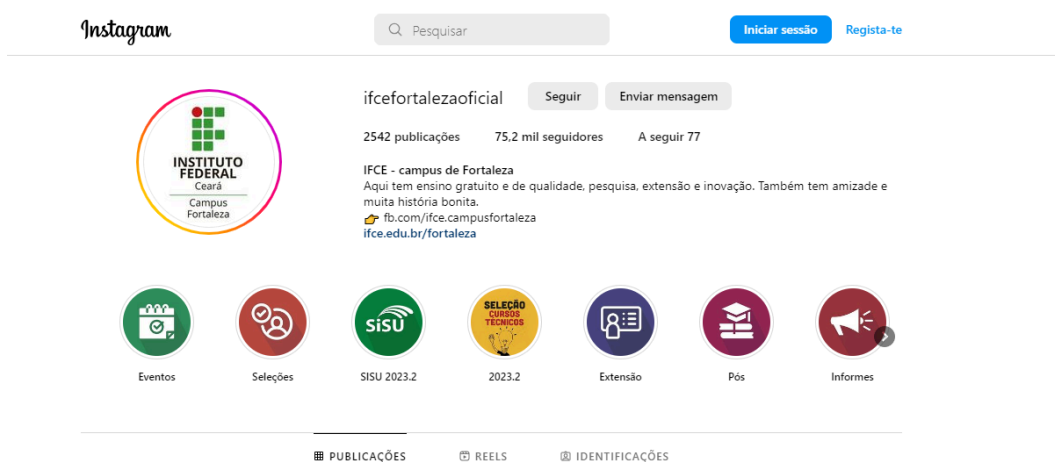 Instagram
Pesquisar
Iniciar sessão
Regista-te
ifcefortalezaoficial
Seguir
Enviar mensagem
2542 publicações 75,2 mil seguidores A seguir 77
IFCE - campus de Fortaleza
Aqui tem ensino gratuito e de qualidade, pesquisa, extensão e inovação. Também tem amizade e
muita história bonita.
👉 fb.com/ifce.campusfortaleza
ifce.edu.br/fortaleza
INSTITUTO
FEDERAL
Ceará
Campus
Fortaleza
sisu
SELEÇÃO
CURSOS
TÉCNICOS
Eventos
Seleções
SISU 2023.2
2023.2
Extensão
Pós
Informes
PUBLICAÇÕES
REELS
IDENTIFICAÇÕES